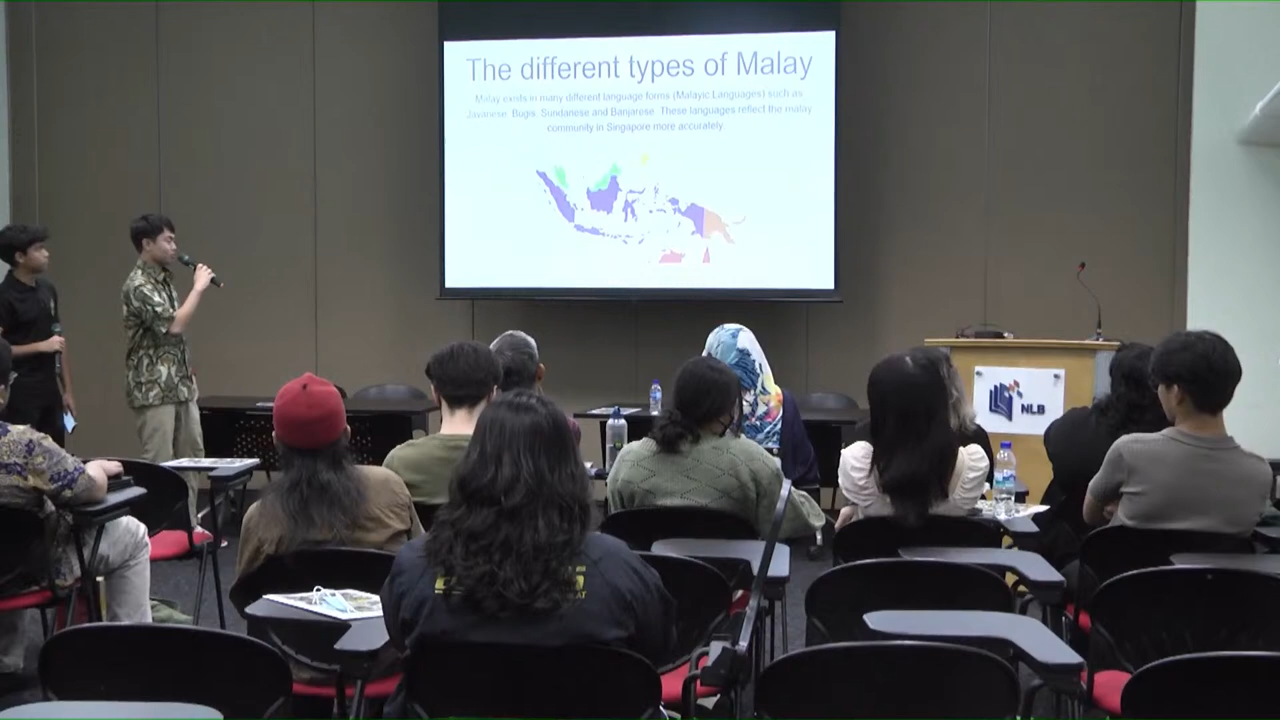 The different types of Malay
Malay exists in many different language forms (Malayic Languages) such as
Javanese, Bugis, Sundanese and Banjarese. These languages reflect the malay
community in Singapore more accurately.
NLB